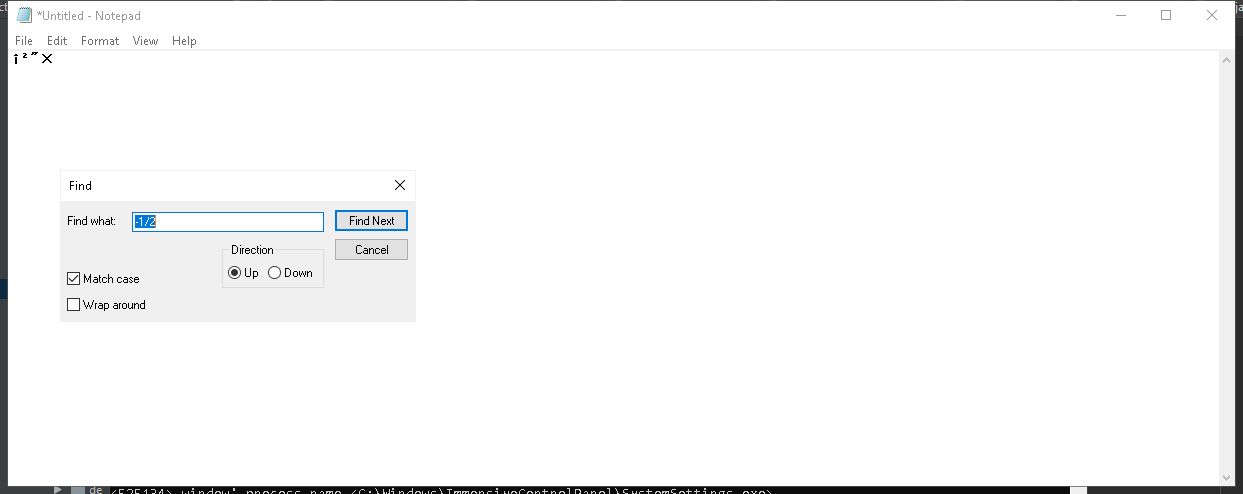 *Untitled - Notepad
File Edit Format View Help
î²˝×
Find
Find what: -1/2 Find Next
Direction Cancel
Up Down
Match case
Wrap around
de <525134> window' process name <C:\Windows\ImmersiveControlPanel\SystemSettings.exe>